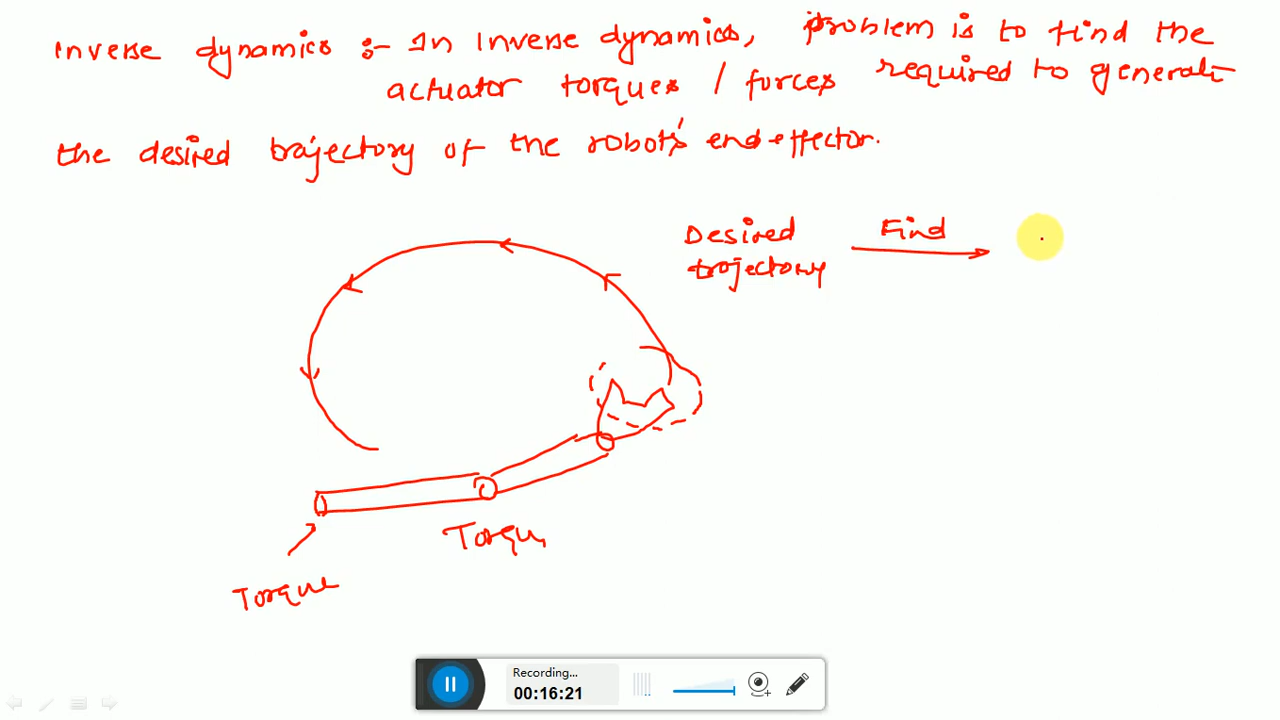 Inverse dynamics :- In Inverse dynamics, problem is to find the
actuator torques / forces required to generate
the desired trajectory of the robot's end-effector.
Desired Find
trajectory
Torque
Torque
Recording...
00:16:21